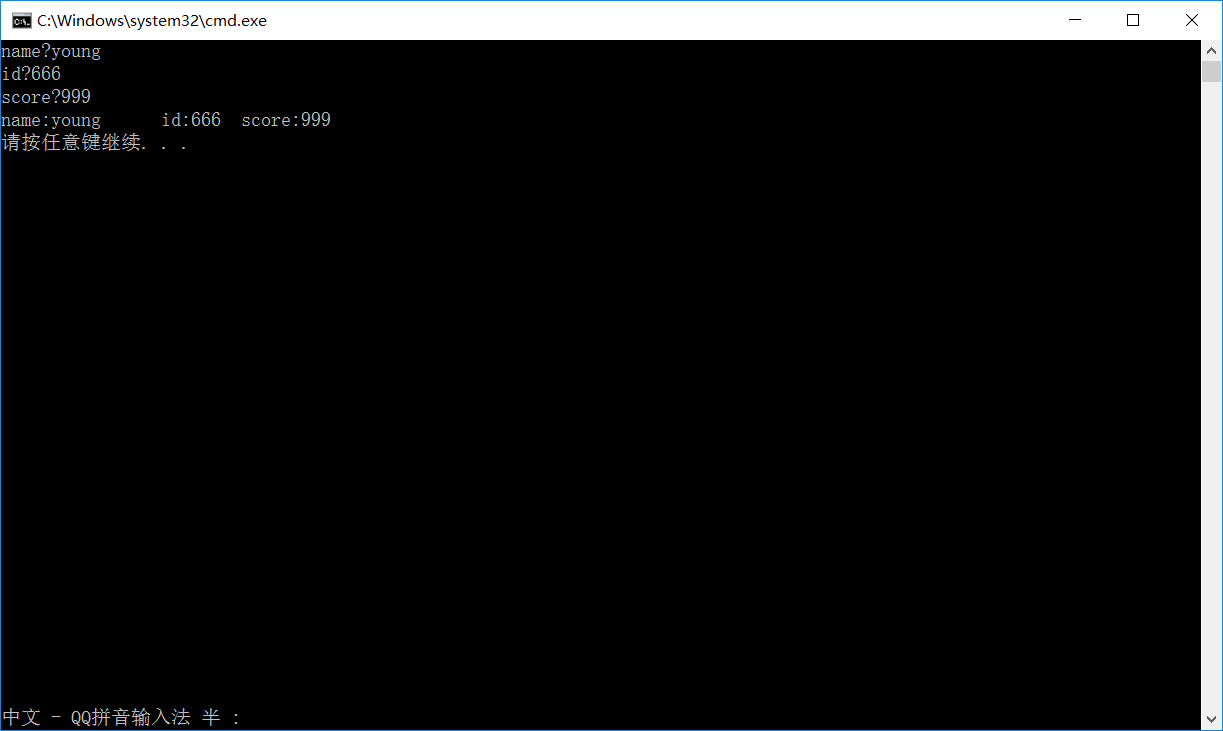 C:\Windows\system32\cmd.exe
name?young
id?666
score?999
name:young      id:666  score:999
请按任意键继续. . .
中文 - QQ拼音输入法 半 :